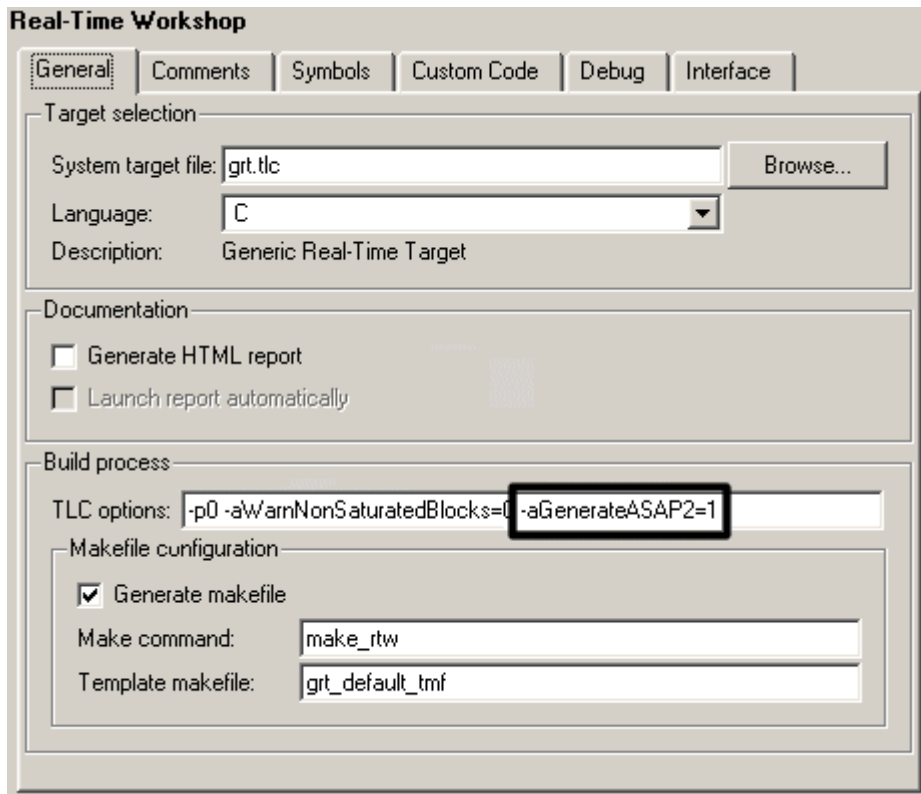 Real-Time Workshop
General Comments Symbols Custom Code Debug Interface
Target selection
System target file: grt.tlc Browse...
Language: C
Description: Generic Real-Time Target
Documentation
Generate HTML report
Launch report automatically
Build process
TLC options: -p0 -aWarnNonSaturatedBlocks=0 -aGenerateASAP2=1
Makefile configuration
Generate makefile
Make command: make_rtw
Template makefile: grt_default_tmf